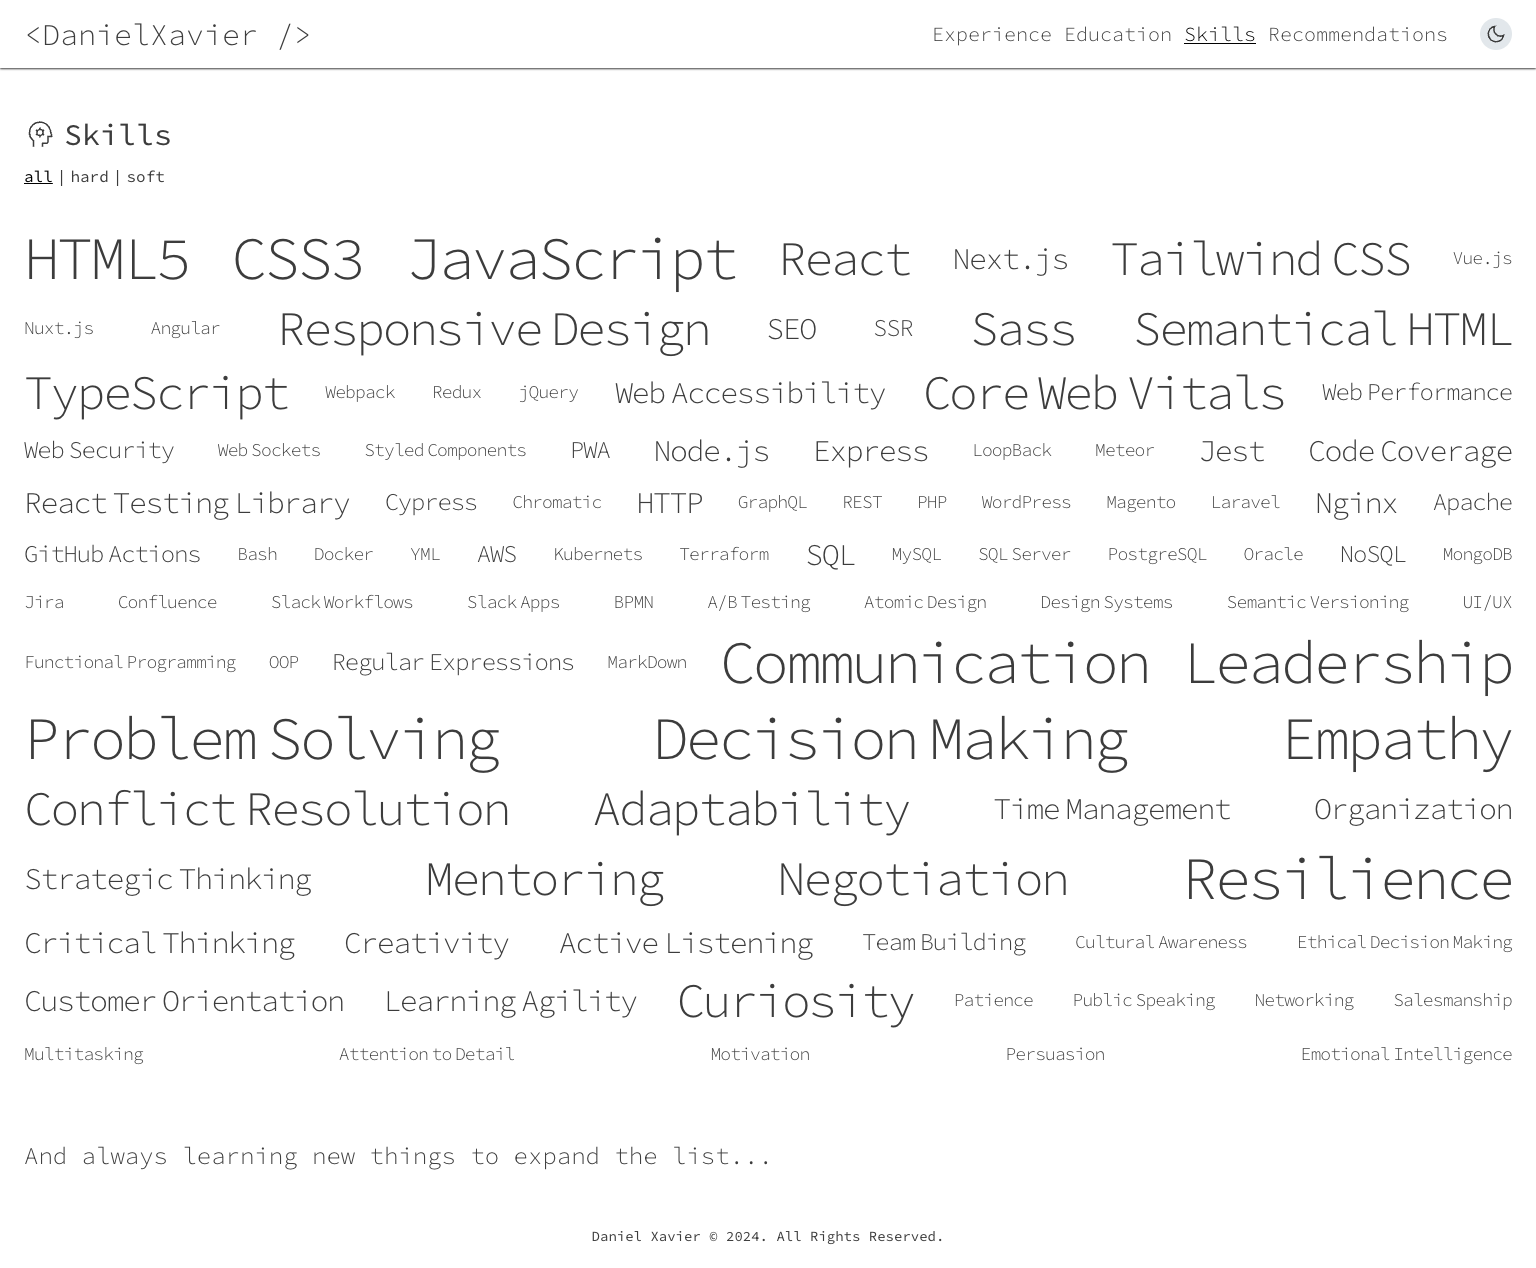 <DanielXavier />
Experience Education Skills Recommendations
Skills
all | hard | soft
HTML5 CSS3 JavaScript React Next.js Tailwind CSS Vue.js
Nuxt.js Angular Responsive Design SEO SSR Sass Semantical HTML
TypeScript Webpack Redux jQuery Web Accessibility Core Web Vitals Web Performance
Web Security Web Sockets Styled Components PWA Node.js Express LoopBack Meteor Jest Code Coverage
React Testing Library Cypress Chromatic HTTP GraphQL REST PHP WordPress Magento Laravel Nginx Apache
GitHub Actions Bash Docker YML AWS Kubernets Terraform SQL MySQL SQL Server PostgreSQL Oracle NoSQL MongoDB
Jira Confluence Slack Workflows Slack Apps BPMN A/B Testing Atomic Design Design Systems Semantic Versioning UI/UX
Functional Programming OOP Regular Expressions MarkDown Communication Leadership
Problem Solving Decision Making Empathy
Conflict Resolution Adaptability Time Management Organization
Strategic Thinking Mentoring Negotiation Resilience
Critical Thinking Creativity Active Listening Team Building Cultural Awareness Ethical Decision Making
Customer Orientation Learning Agility Curiosity Patience Public Speaking Networking Salesmanship
Multitasking Attention to Detail Motivation Persuasion Emotional Intelligence
And always learning new things to expand the list...
Daniel Xavier © 2024. All Rights Reserved.